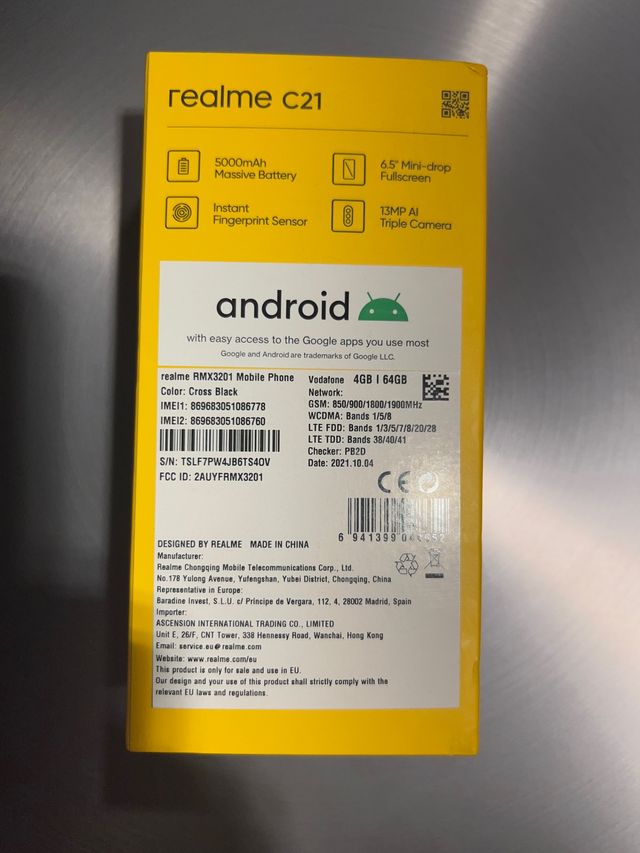 realme C21
5000mAh
Massive Battery
6.5" Mini-drop
Fullscreen
Instant
Fingerprint Sensor
13MP AI
Triple Camera
android
with easy access to the Google apps you use most
Google and Android are trademarks of Google LLC.
realme RMX3201 Mobile Phone
Color: Cross Black
IMEI1: 869683051086778
IMEI2: 869683051086760
S/N: TSLF7PW4JB6TS4OV
FCC ID: 2AUYFRMX3201
Vodafone 4GB | 64GB
Network:
GSM: 850/900/1800/1900MHz
WCDMA: Bands 1/5/8
LTE FDD: Bands 1/3/5/7/8/20/28
LTE TDD: Bands 38/40/41
Checker: PB2D
Date: 2021.10.04
CE
6 941399
DESIGNED BY REALME MADE IN CHINA
Manufacturer:
Realme Chongqing Mobile Telecommunications Corp., Ltd.
No.178 Yulong Avenue, Yufengshan, Yubei District, Chongqing, China
Representative in Europe:
Baradine Invest, S.L.U. c/ Principe de Vergara, 112, 4, 28002 Madrid, Spain
Importer:
ASCENSION INTERNATIONAL TRADING CO., LIMITED
Unit E, 26/F, CNT Tower, 338 Hennessy Road, Wanchai, Hong Kong
Email: service.eu@realme.com
Website: www.realme.com/eu
This product is only for sale and use in EU.
Our design and your use of this product shall strictly comply with the
relevant EU laws and regulations.